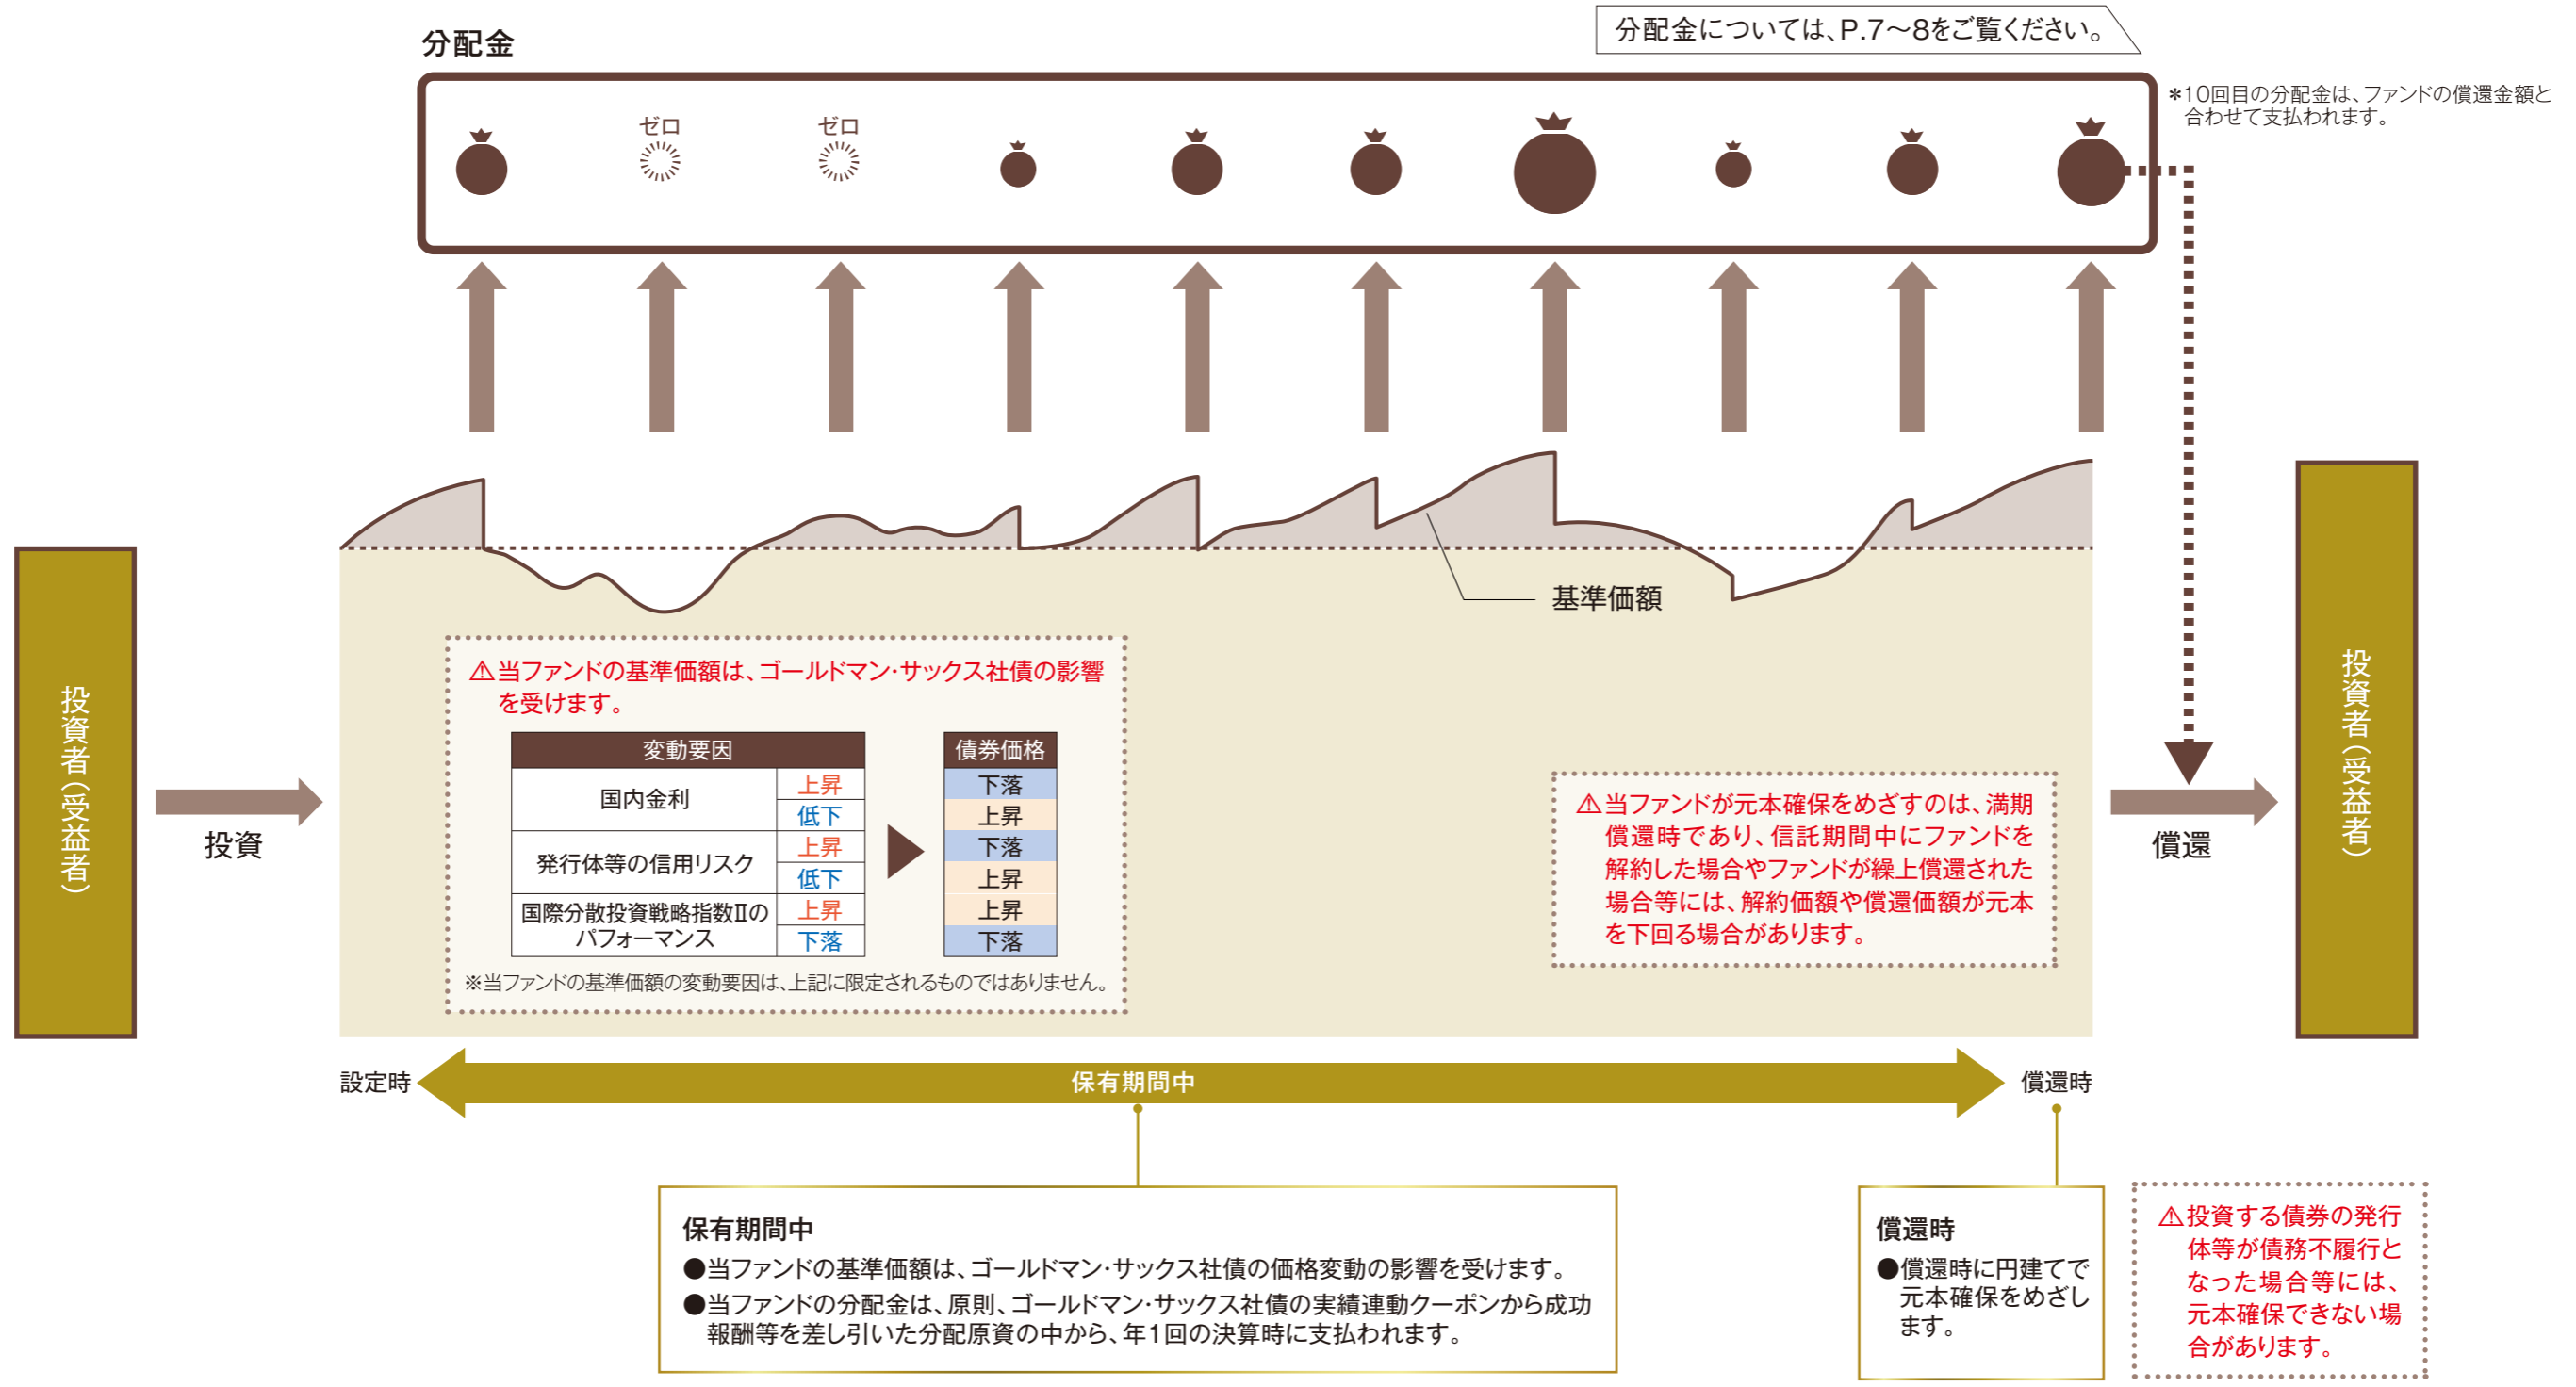 分配金については、P.7〜8をご覧ください。
分配金
*10回目の分配金は、ファンドの償還金額と
合わせて支払われます。
ゼロ
ゼロ
基準価額
投資者(受益者)
投資
⚠当ファンドの基準価額は、ゴールドマン・サックス社債の影響
を受けます。
変動要因
債券価格
国内金利
上昇
下落
低下
上昇
発行体等の信用リスク
上昇
下落
低下
上昇
国際分散投資戦略指数Ⅱの
パフォーマンス
上昇
上昇
下落
下落
※当ファンドの基準価額の変動要因は、上記に限定されるものではありません。
⚠当ファンドが元本確保をめざすのは、満期
償還時であり、信託期間中にファンドを
解約した場合やファンドが繰上償還された
場合等には、解約価額や償還価額が元本
を下回る場合があります。
償還
投資者(受益者)
設定時
保有期間中
償還時
保有期間中
●当ファンドの基準価額は、ゴールドマン・サックス社債の価格変動の影響を受けます。
●当ファンドの分配金は、原則、ゴールドマン・サックス社債の実績連動クーポンから成功
報酬等を差し引いた分配原資の中から、年1回の決算時に支払われます。
償還時
●償還時に円建てで
元本確保をめざし
ます。
⚠投資する債券の発行
体等が債務不履行と
なった場合等には、
元本確保できない場
合があります。